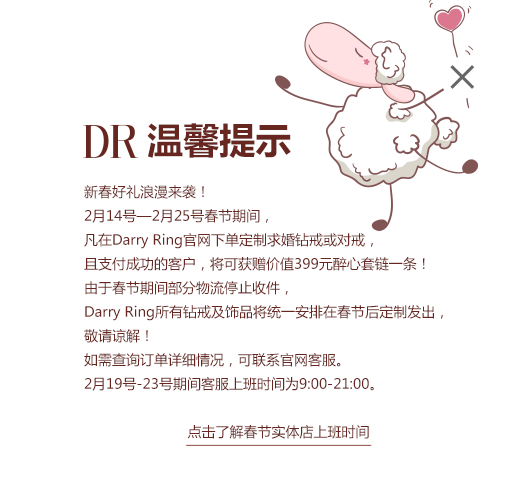 DR 温馨提示
新春好礼浪漫来袭！
2月14号—2月25号春节期间，
凡在Darry Ring官网下单定制求婚钻戒或对戒，
且支付成功的客户，将可获赠价值399元醉心套链一条！
由于春节期间部分物流停止收件，
Darry Ring所有钻戒及饰品将统一安排在春节后定制发出，
敬请谅解！
如需查询订单详细情况，可联系官网客服。
2月19号-23号期间客服上班时间为9:00-21:00。
点击了解春节实体店上班时间